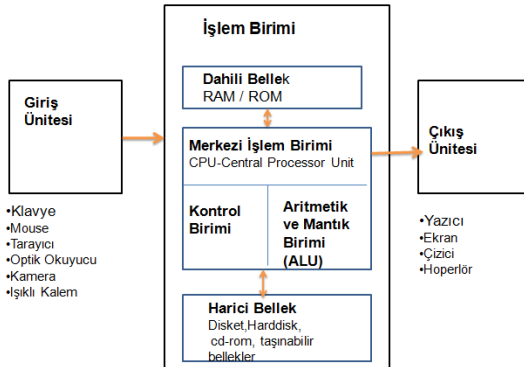 İşlem Birimi
Giriş
Ünitesi
•Klavye
•Mouse
•Tarayıcı
•Optik Okuyucu
•Kamera
•Işıklı Kalem
Dahili Bellek
RAM / ROM
Merkezi İşlem Birimi
CPU-Central Processor Unit
Kontrol
Birimi
Aritmetik
ve Mantık
Birimi
(ALU)
Harici Bellek
Disket,Harddisk,
cd-rom, taşınabilir
bellekler
Çıkış
Ünitesi
•Yazıcı
•Ekran
•Çizici
•Hoperlör